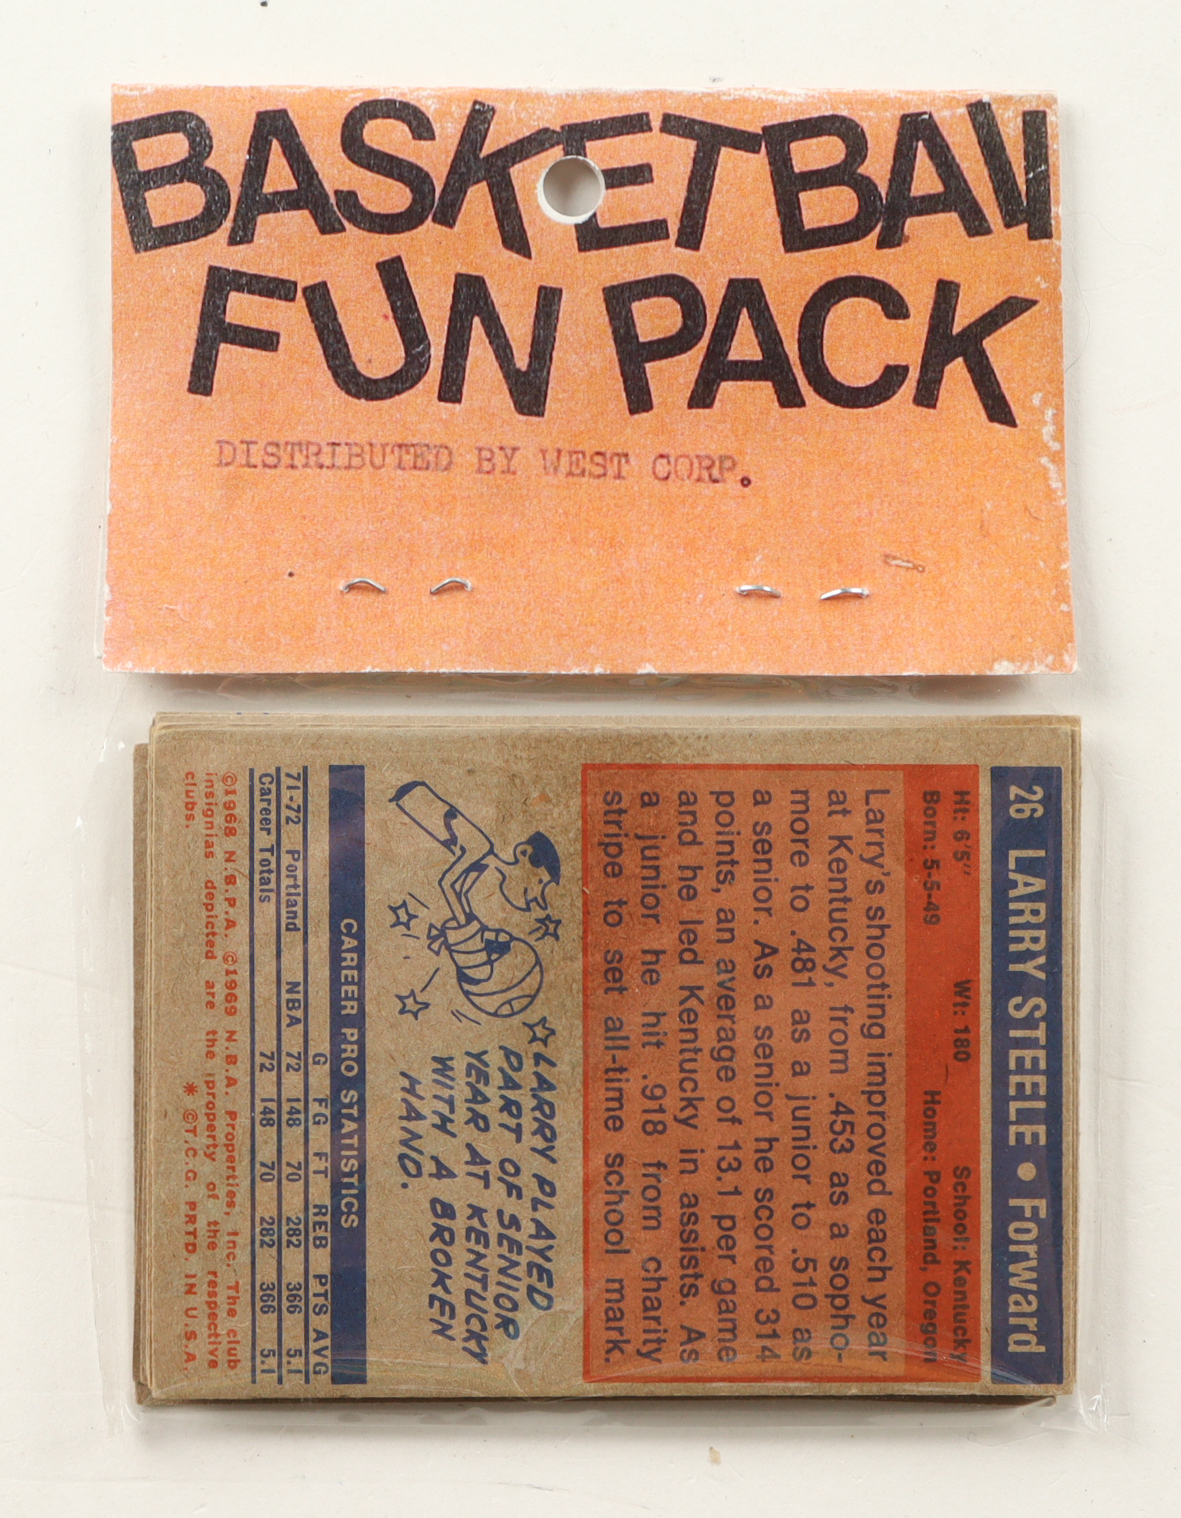 BASKETBALL
FUN PACK
DISTRIBUTED BY WEST CORP.
26 LARRY STEELE • Forward
Ht: 6'5" Wt: 180 School: Kentucky
Born: 5-5-49 Home: Portland, Oregon
Larry's shooting improved each year
at Kentucky, from .453 as a sopho-
more to .481 as a junior to .510 as
a senior. As a senior he scored 314
points, an average of 13.1 per game
and he led Kentucky in assists. As
a junior he hit .918 from charity
stripe to set all-time school mark.
LARRY PLAYED
PART OF SENIOR
YEAR AT KENTUCKY
WITH A BROKEN
HAND.
CAREER PRO STATISTICS
G FG FT REB PTS AVG
71-72 Portland NBA 72 148 70 282 366 5.1
Career Totals 72 148 70 282 366 5.1
©1968 N.B.P.A. ©1969 N.B.A. Properties, Inc. The club
insignias depicted are the property of the respective
clubs. * ©T.C.G. PRTD. IN U.S.A.